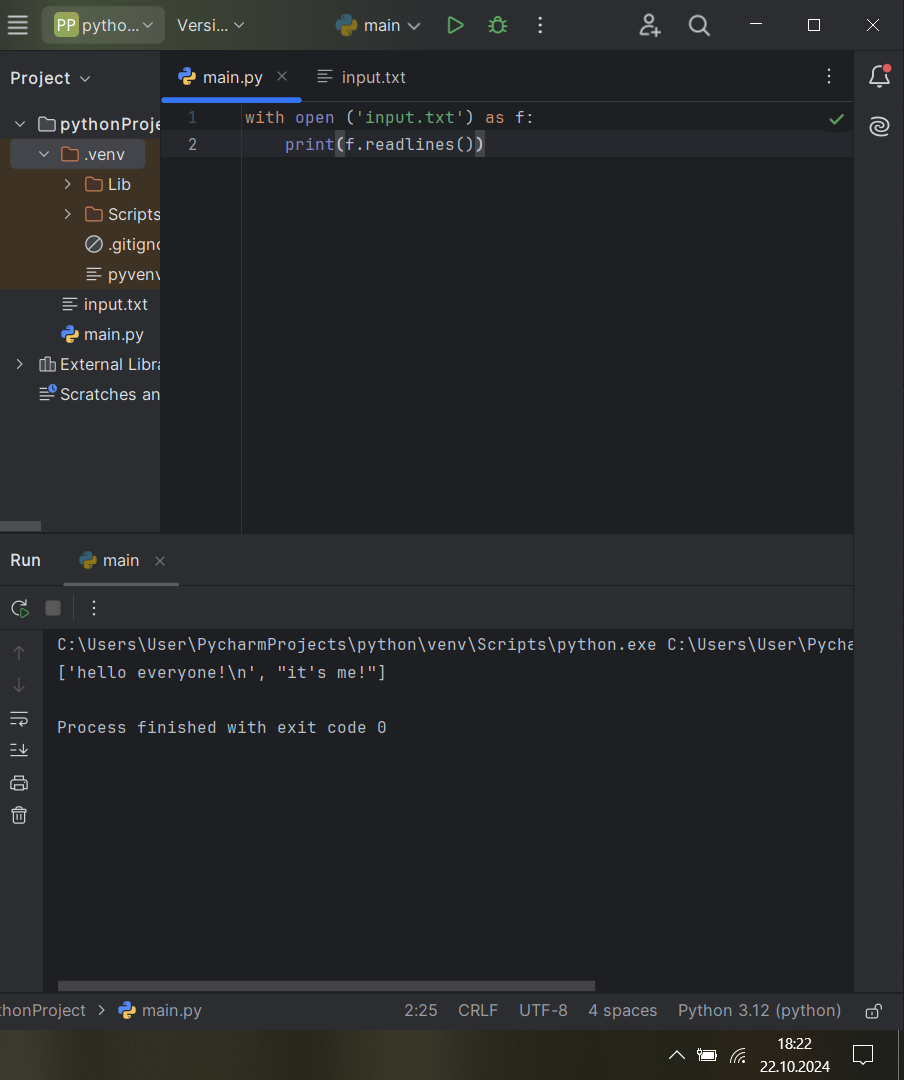 PP pytho... Versi... main
Project
main.py input.txt
pythonProje
.venv
Lib
Scripts
.gitigno
pyvenv
input.txt
main.py
External Libra
Scratches an
1 with open ('input.txt') as f:
2 print(f.readlines())
Run main
C:\Users\User\PycharmProjects\python\venv\Scripts\python.exe C:\Users\User\Pycha
['hello everyone!\n', "it's me!"]
Process finished with exit code 0
thonProject > main.py 2:25 CRLF UTF-8 4 spaces Python 3.12 (python)
18:22
22.10.2024